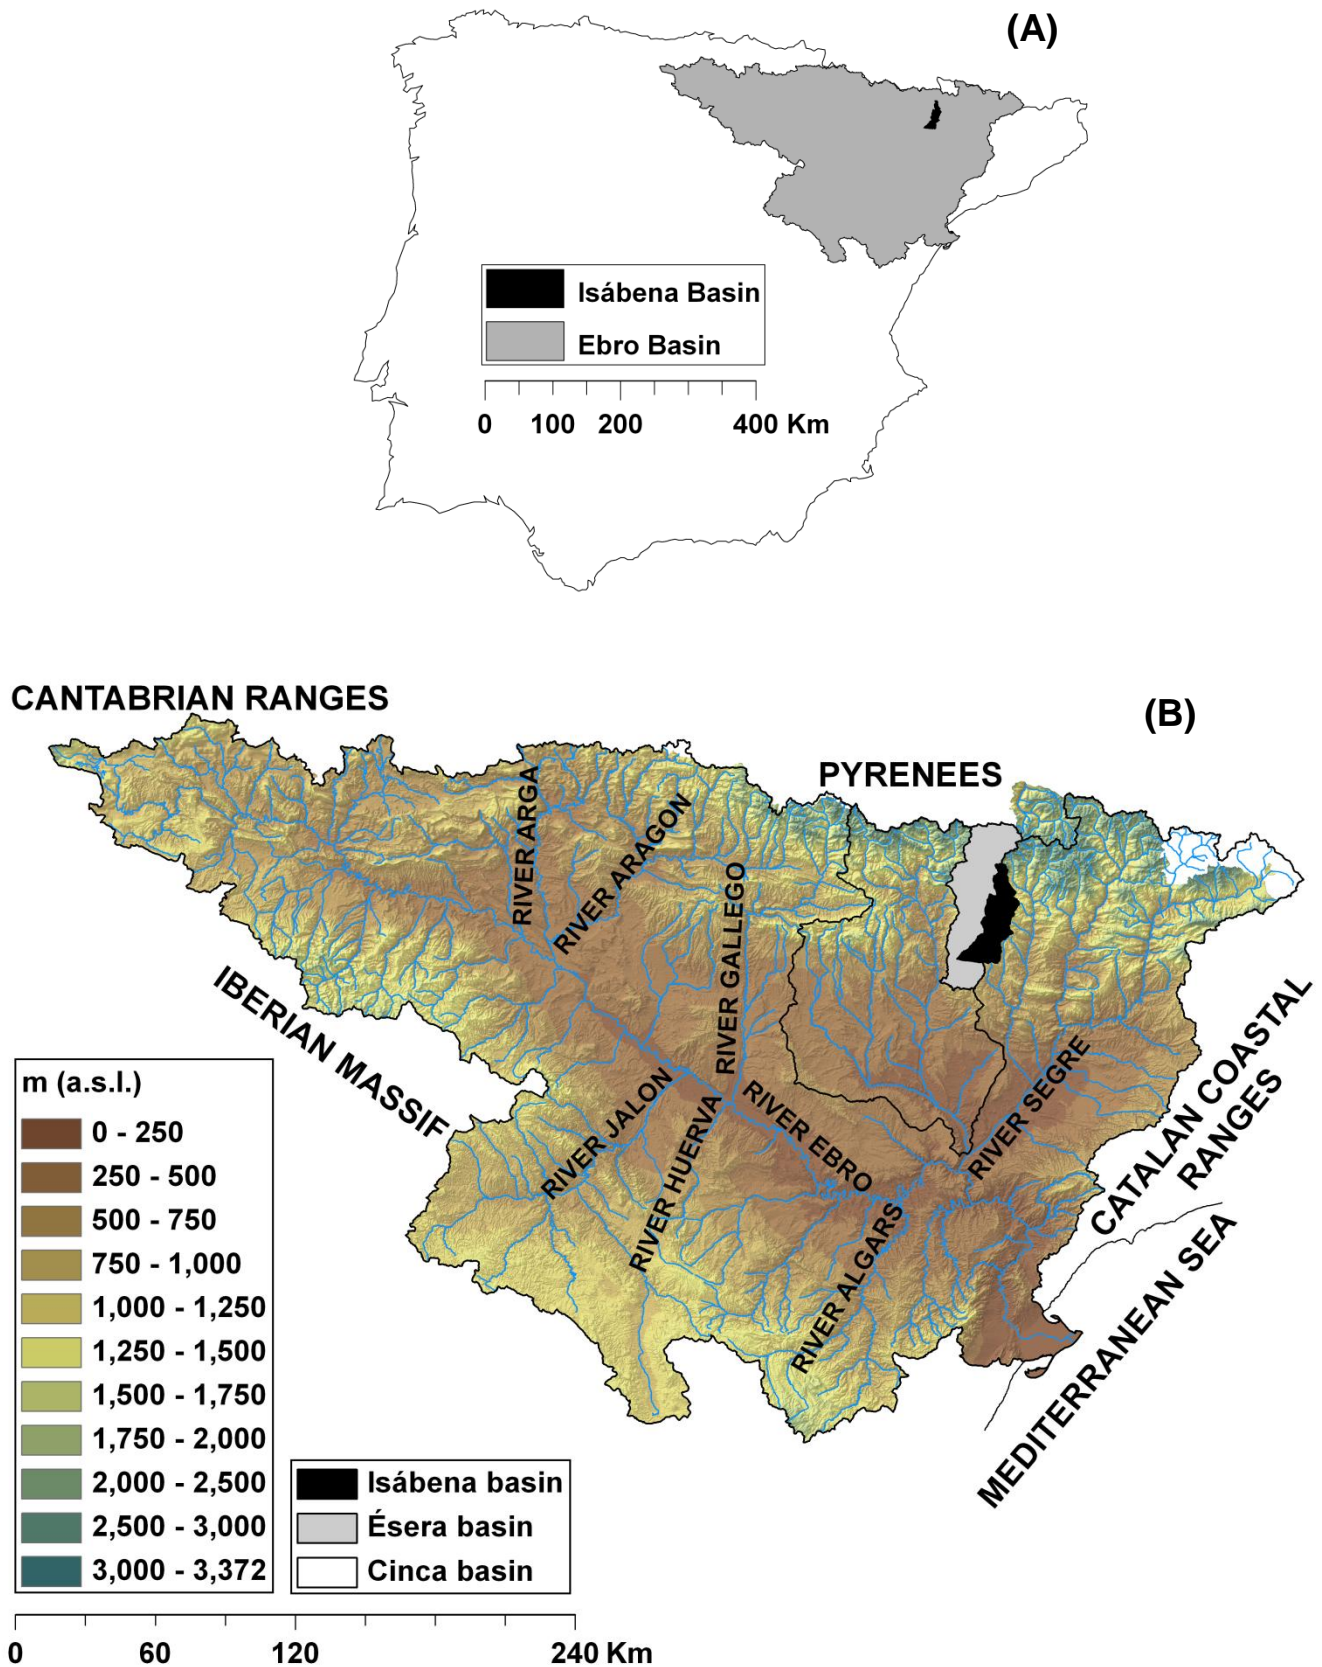 (A)
Isábena Basin
Ebro Basin
0 100 200 400 Km
CANTABRIAN RANGES
(B)
PYRENEES
RIVER ARGA
RIVER ARAGON
RIVER GALLEGO
IBERIAN MASSIF
RIVER JALON
RIVER HUERVA
RIVER EBRO
RIVER SEGRE
RIVER ALGARS
CATALAN COASTAL
RANGES
MEDITERRANEAN SEA
m (a.s.l.)
0 - 250
250 - 500
500 - 750
750 - 1,000
1,000 - 1,250
1,250 - 1,500
1,500 - 1,750
1,750 - 2,000
2,000 - 2,500
2,500 - 3,000
3,000 - 3,372
Isábena basin
Ésera basin
Cinca basin
0 60 120 240 Km